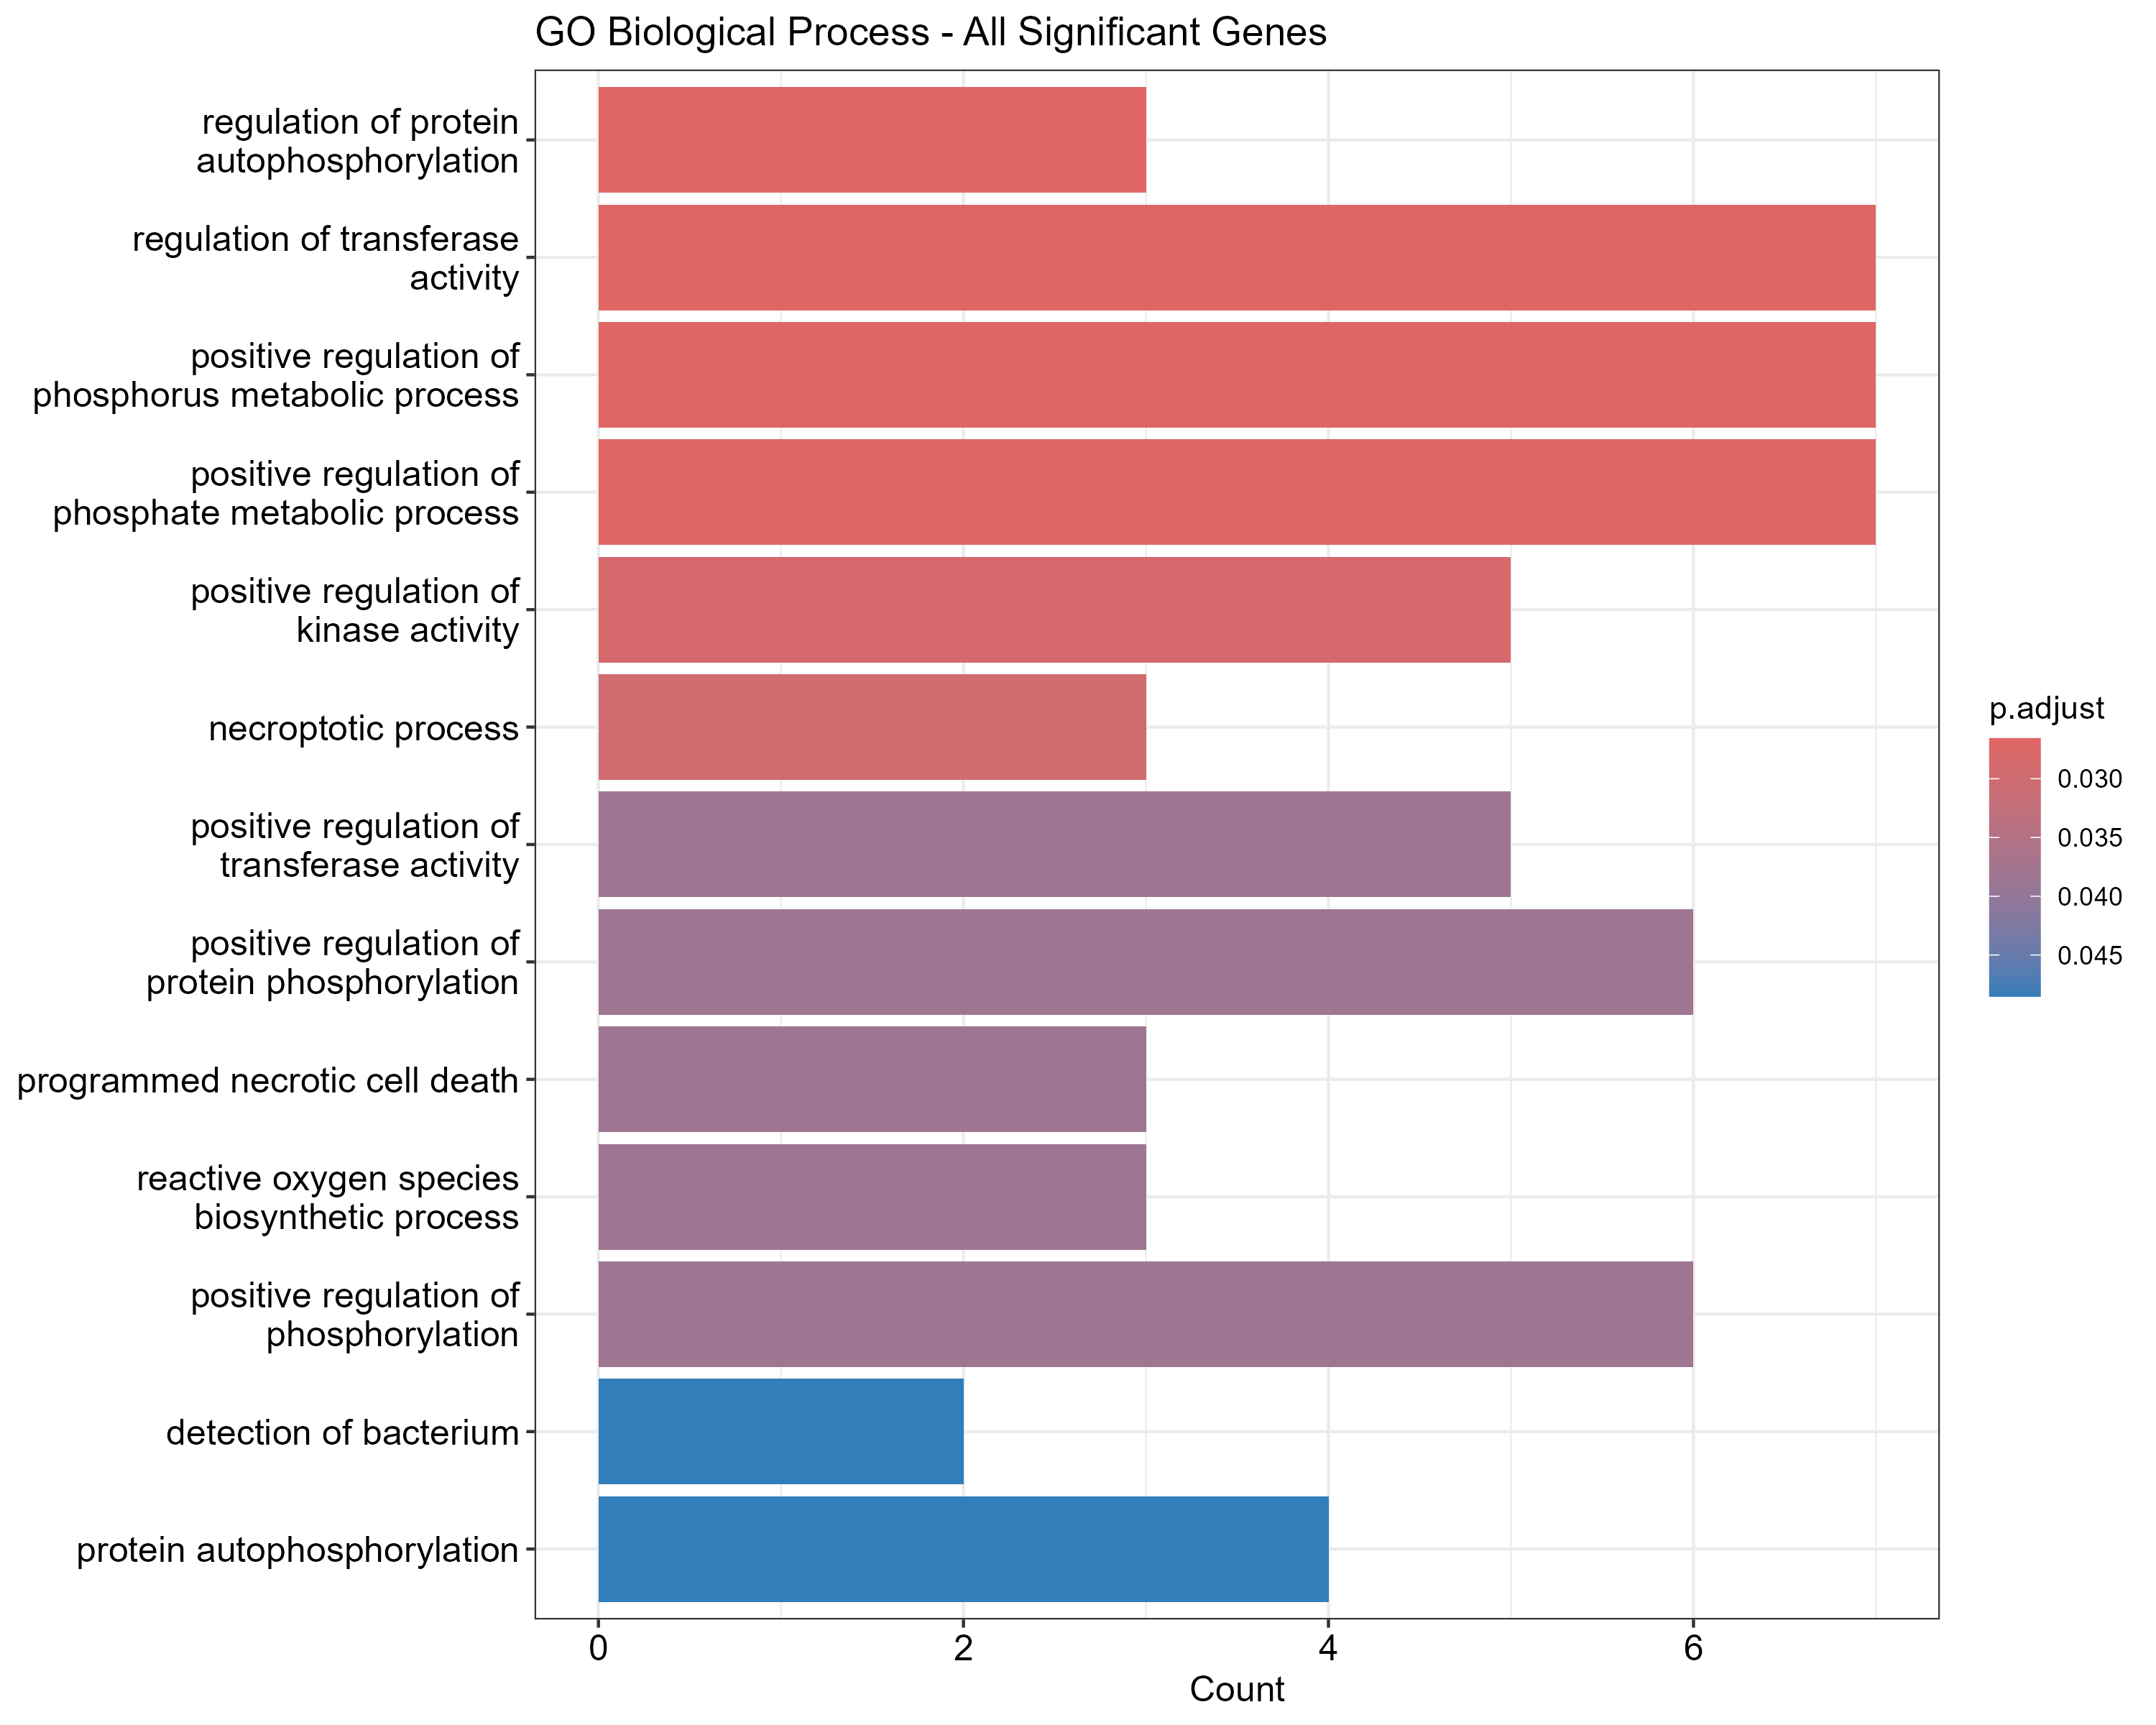 GO Biological Process - All Significant Genes
regulation of protein
autophosphorylation
regulation of transferase
activity
positive regulation of
phosphorus metabolic process
positive regulation of
phosphate metabolic process
positive regulation of
kinase activity
necroptotic process
positive regulation of
transferase activity
positive regulation of
protein phosphorylation
programmed necrotic cell death
reactive oxygen species
biosynthetic process
positive regulation of
phosphorylation
detection of bacterium
protein autophosphorylation
0 2 4 6
Count
p.adjust
0.030
0.035
0.040
0.045